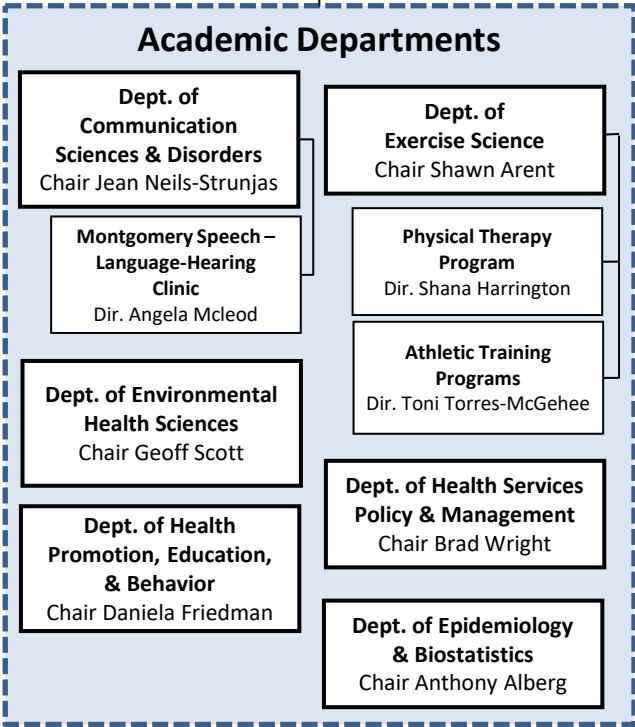 Academic Departments
Dept. of
Communication
Sciences & Disorders
Chair Jean Neils-Strunjas
Montgomery Speech –
Language-Hearing
Clinic
Dir. Angela Mcleod
Dept. of Environmental
Health Sciences
Chair Geoff Scott
Dept. of Health
Promotion, Education,
& Behavior
Chair Daniela Friedman
Dept. of
Exercise Science
Chair Shawn Arent
Physical Therapy
Program
Dir. Shana Harrington
Athletic Training
Programs
Dir. Toni Torres-McGehee
Dept. of Health Services
Policy & Management
Chair Brad Wright
Dept. of Epidemiology
& Biostatistics
Chair Anthony Alberg